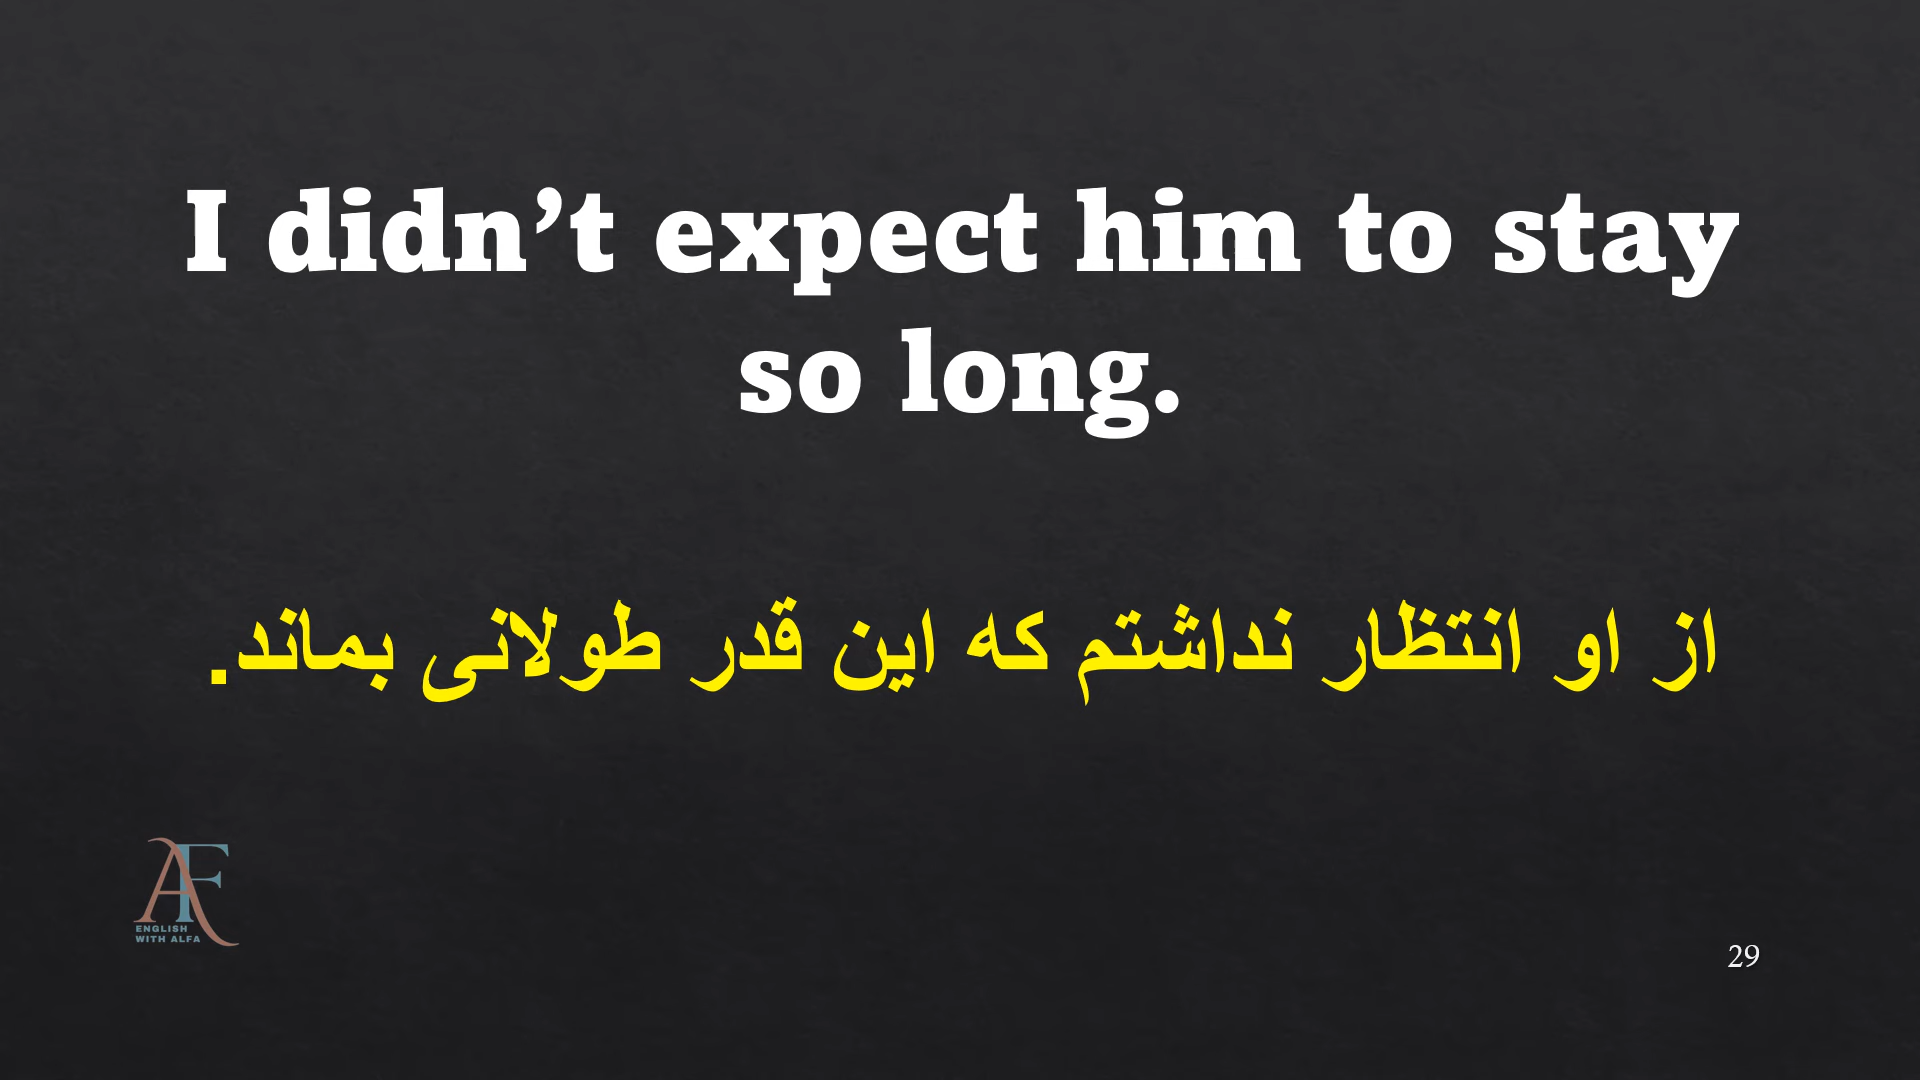 I didn’t expect him to stay
so long.
از او انتظار نداشتم که این قدر طولانی بماند.
AF
ENGLISH
WITH ALFA
29